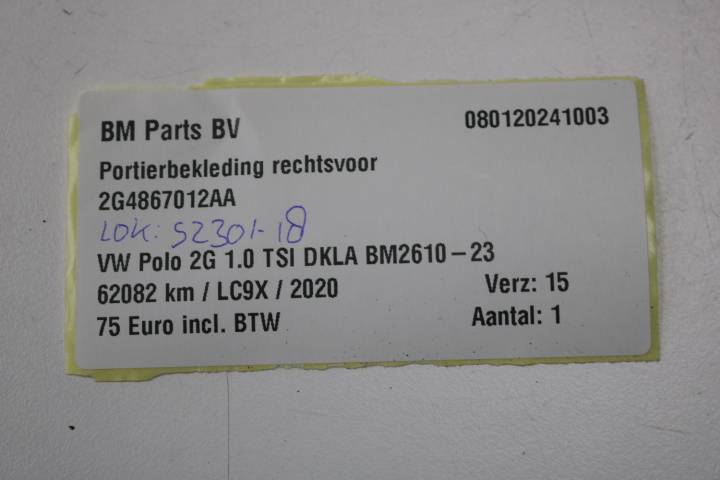 BM Parts BV 080120241003
Portierbekleding rechtsvoor
2G4867012AA
LOK: S2301-18
VW Polo 2G 1.0 TSI DKLA BM2610-23
62082 km / LC9X / 2020 Verz: 15
75 Euro incl. BTW Aantal: 1